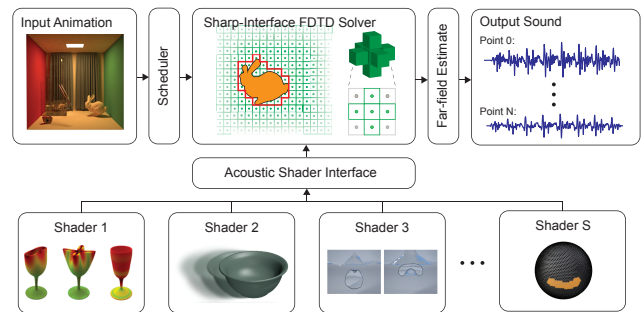 Input Animation
Scheduler
Sharp-Interface FDTD Solver
Far-field Estimate
Output Sound
Point 0:
Point N:
Acoustic Shader Interface
Shader 1
Shader 2
Shader 3
Shader S